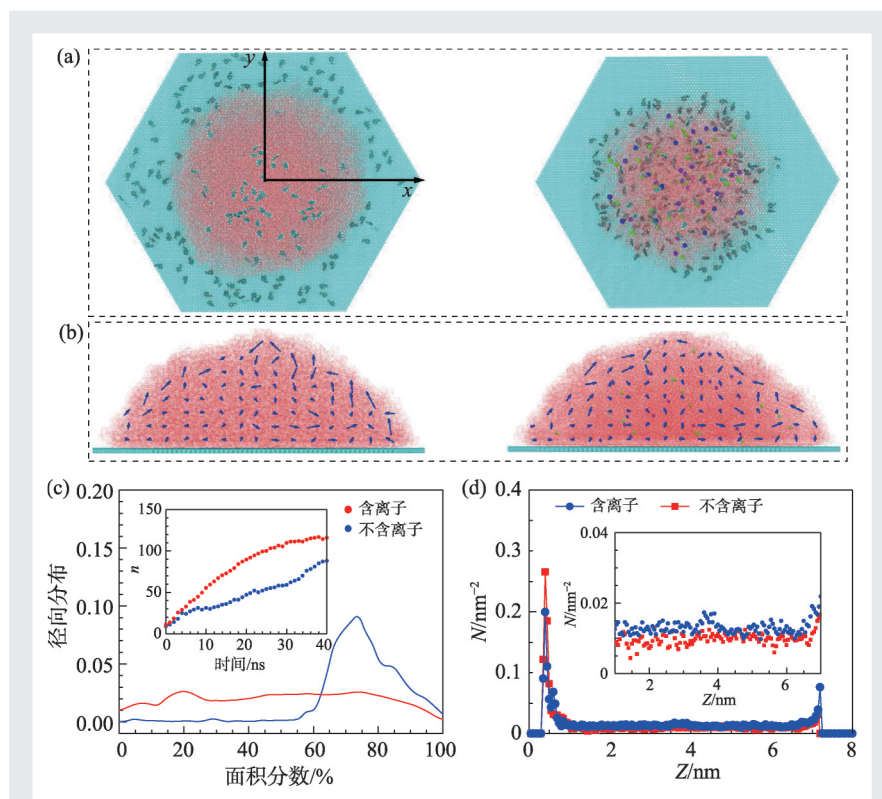 (a)
y
x
(b)
(c)
0.20
0.15
0.10
0.05
0.00
径向分布
0
20
40
60
80
100
面积分数/%
150
100
50
0
n
0
10
20
30
40
时间/ns
含离子
不含离子
(d)
0.4
0.3
0.2
0.1
0
N/nm⁻²
0
2
4
6
8
Z/nm
含离子
不含离子
0.04
0.02
0
N/nm⁻²
2
4
6
Z/nm